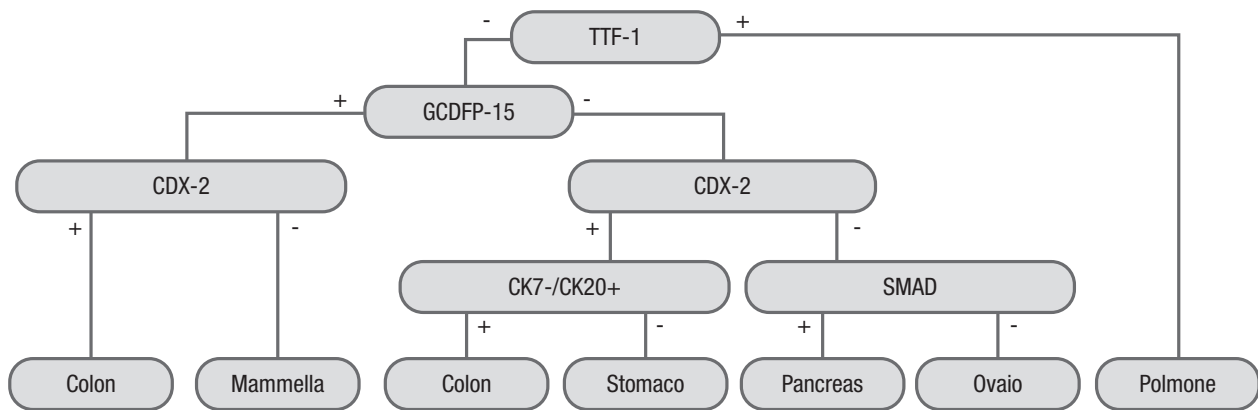 - TTF-1 +
+ GCDFP-15 -
CDX-2 CDX-2
+ - + -
CK7-/CK20+ SMAD
+ - + -
Colon Mammella Colon Stomaco Pancreas Ovaio Polmone